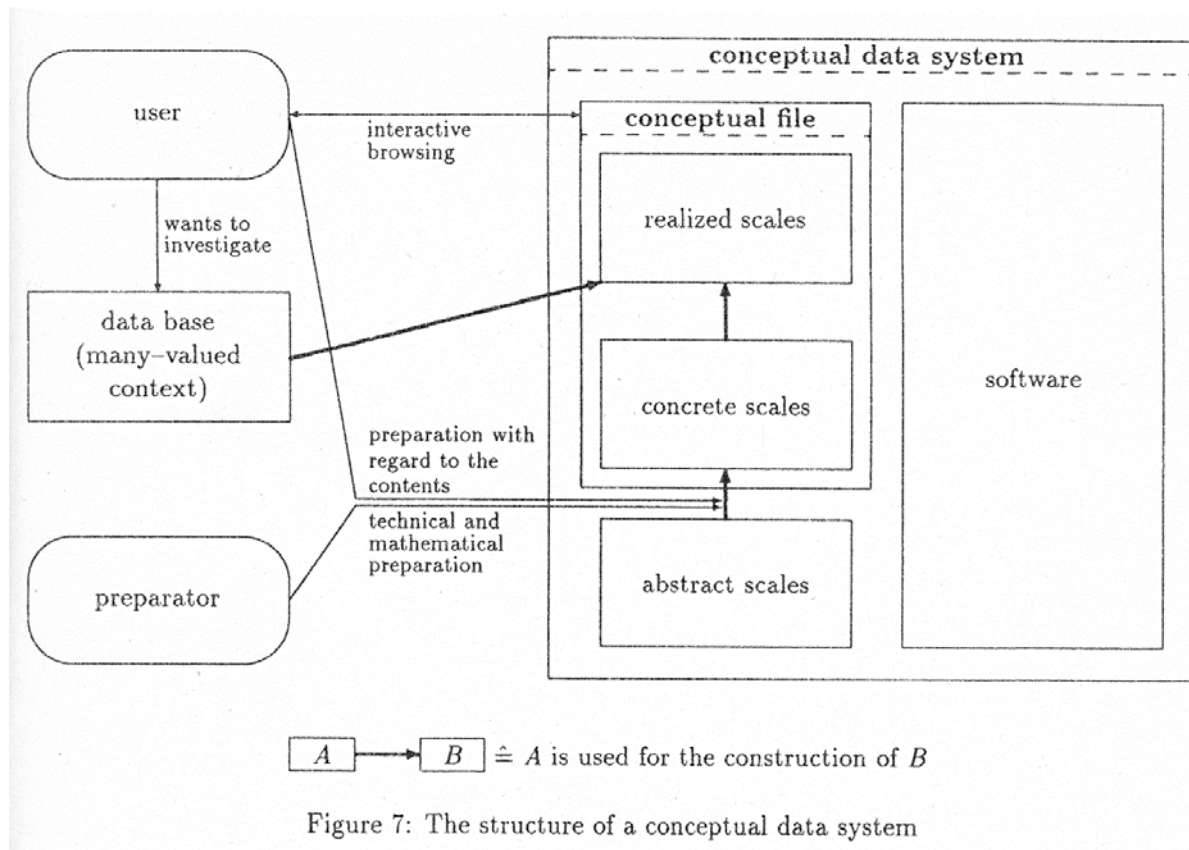 conceptual data system
user
interactive
browsing
conceptual file
realized scales
wants to
investigate
data base
(many–valued
context)
concrete scales
software
preparation with
regard to the
contents
technical and
mathematical
preparation
preparator
abstract scales
A B ≙ A is used for the construction of B
Figure 7: The structure of a conceptual data system